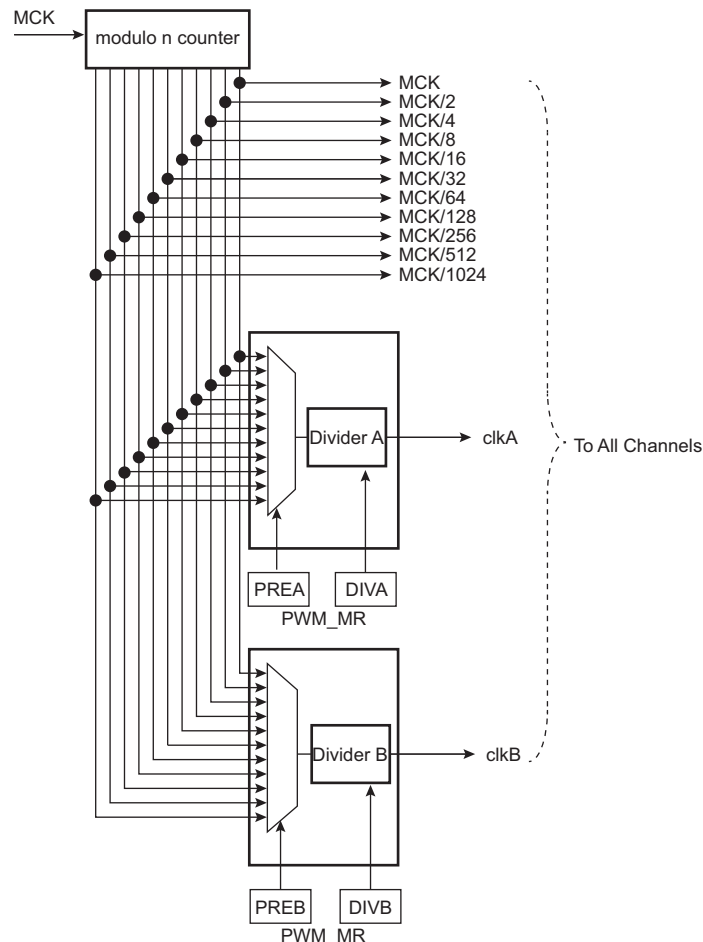 MCK
modulo n counter
MCK
MCK/2
MCK/4
MCK/8
MCK/16
MCK/32
MCK/64
MCK/128
MCK/256
MCK/512
MCK/1024
Divider A
clkA
To All Channels
PREA
DIVA
PWM_MR
Divider B
clkB
PREB
DIVB
PWM_MR